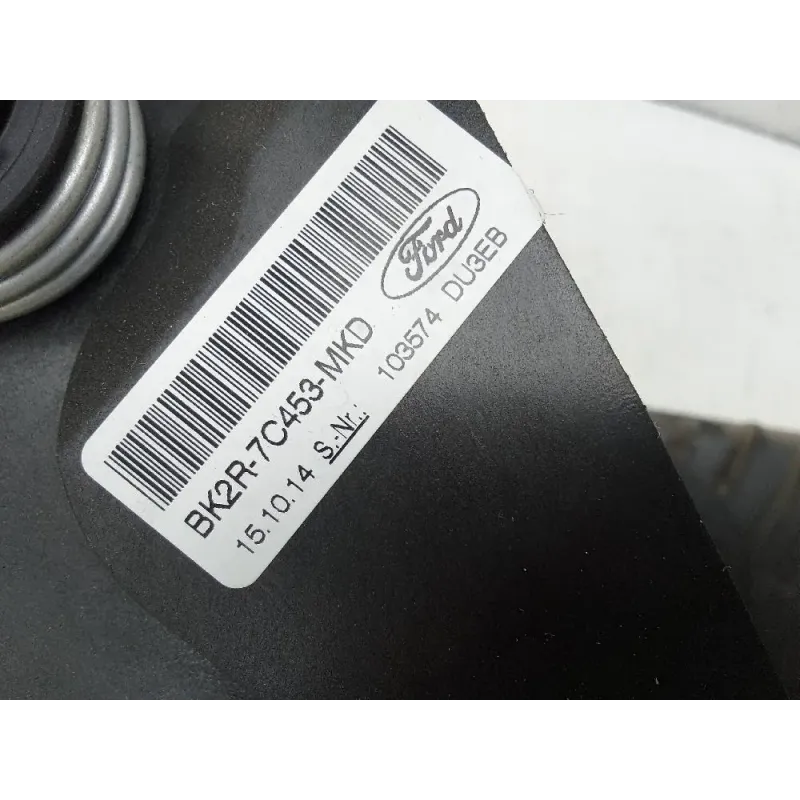 Ford
BK2R-7C453-MKD
103574 DU3EB
15.10.14 S.-Nr.: